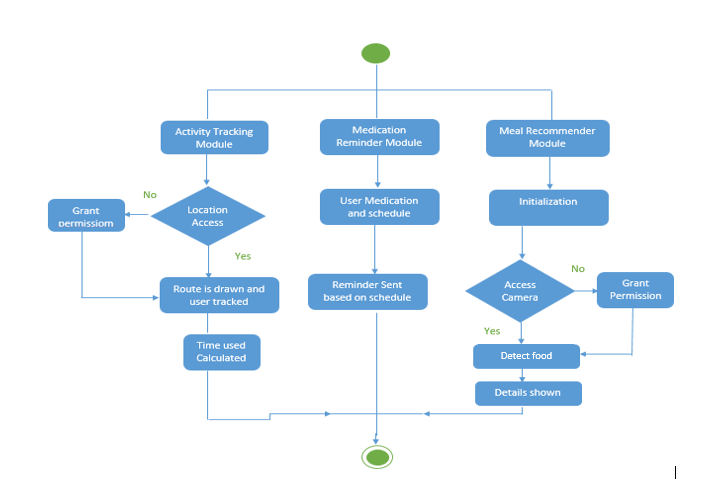 Activity Tracking
Module
Medication
Reminder Module
Meal Recommender
Module
No
Grant
permissiom
Location
Access
User Medication
and schedule
Initialization
Yes
No
Route is drawn and
user tracked
Reminder Sent
based on schedule
Access
Camera
Grant
Permission
Yes
Time used
Calculated
Detect food
Details shown